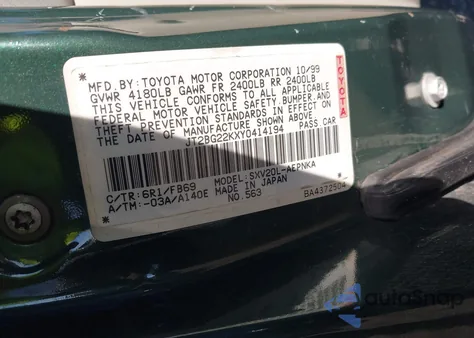 MFD. BY: TOYOTA MOTOR CORPORATION 10/99
GVWR 4180LB GAWR FR 2400LB RR 2400LB
THIS VEHICLE CONFORMS TO ALL APPLICABLE
FEDERAL MOTOR VEHICLE SAFETY, BUMPER, AND
THEFT PREVENTION STANDARDS IN EFFECT ON
THE DATE OF MANUFACTURE SHOWN ABOVE.
*JT2BG22KXY0414194* PASS.CAR
TOYOTA
C/TR: 6R1/FB69 MODEL: SXV20L-AEPNKA
A/TM: -03A/A140E MADE IN JAPAN
NO. 563 BA4372504
autoSnap